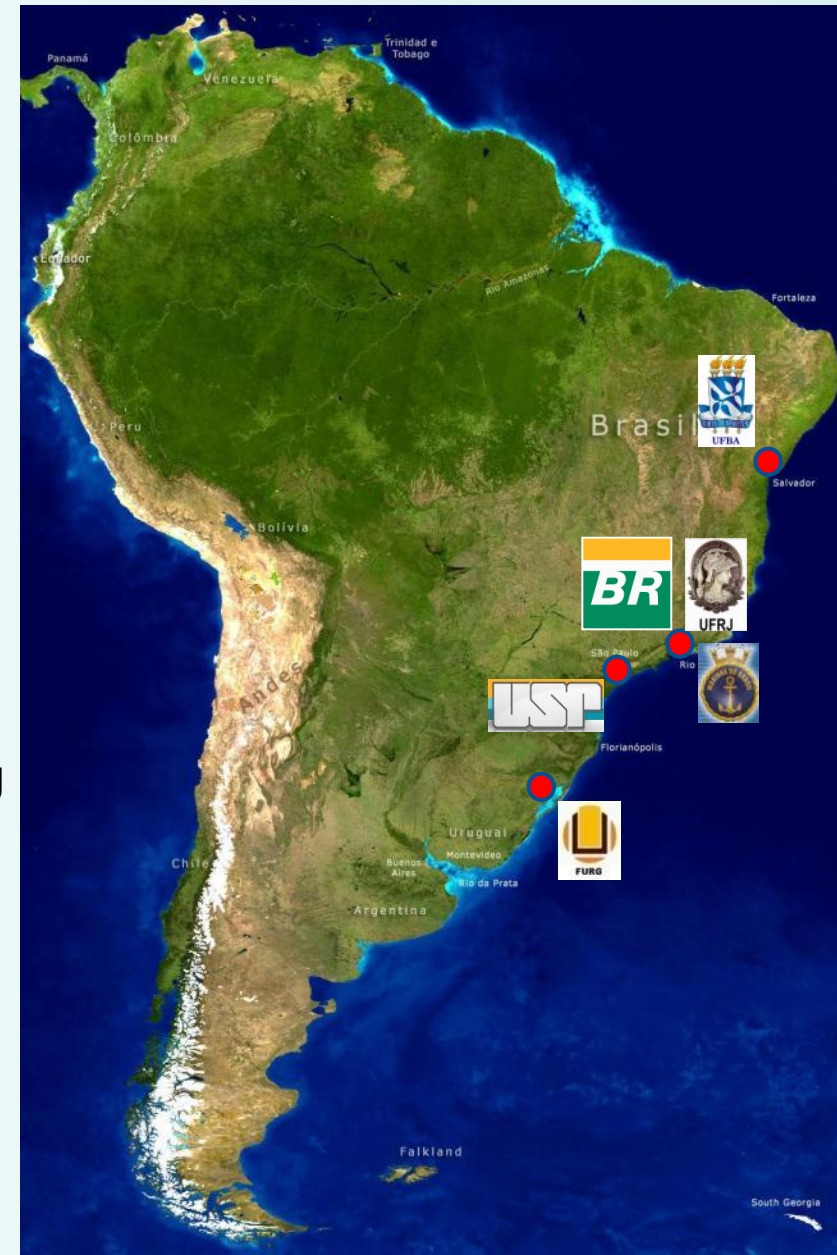 Trinidad e
Tobago
Panamá
Venezuela
Colômbia
Equador
Rio Amazonas
Fortaleza
Peru
Brasil
UFBA
Salvador
Bolívia
BR
UFRJ
São Paulo
Rio
Andes
USP
Florianópolis
FURG
Uruguai
Montevideo
Chile
Buenos
Aires
Rio da Prata
Argentina
Falkland
South Georgia